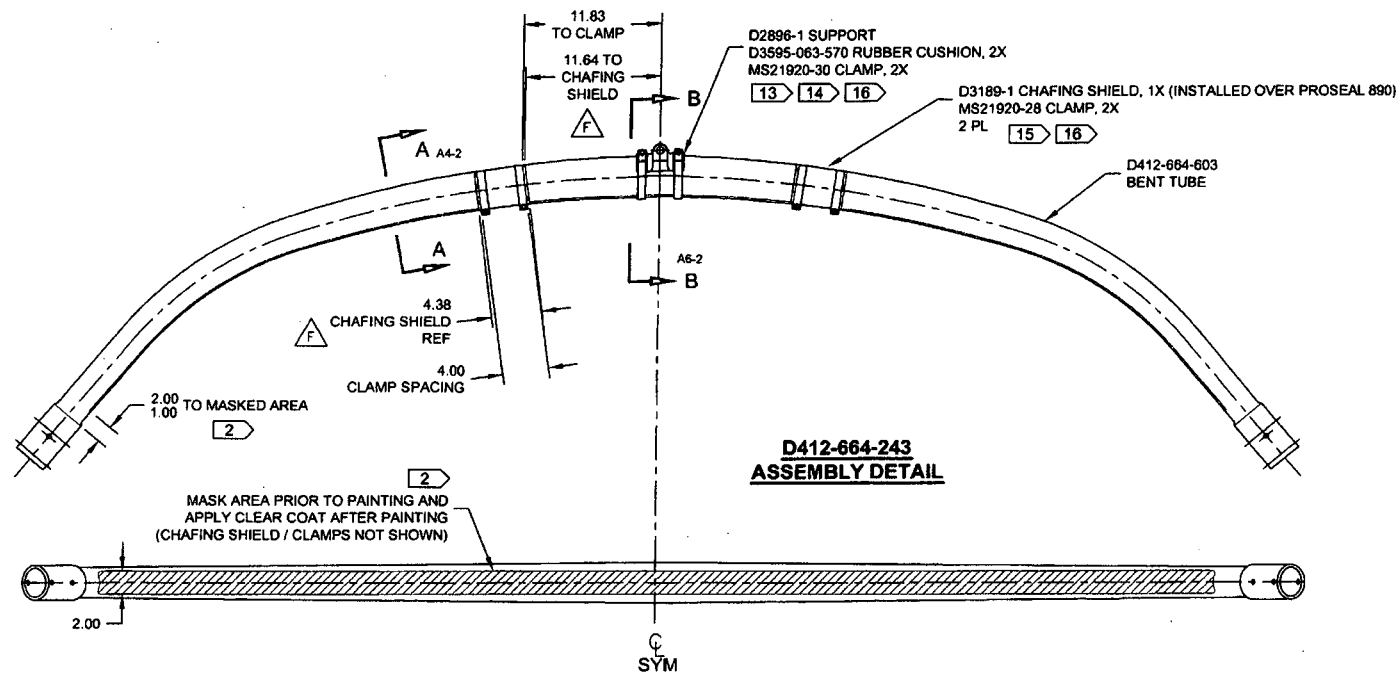 11.83
TO CLAMP
11.64 TO
CHAFING
SHIELD
F
B
D2896-1 SUPPORT
D3595-063-570 RUBBER CUSHION, 2X
MS21920-30 CLAMP, 2X
13 14 16
D3189-1 CHAFING SHIELD, 1X (INSTALLED OVER PROSEAL 890)
MS21920-28 CLAMP, 2X
2 PL 15 16
D412-664-603
BENT TUBE
A A4-2
A
A6-2
B
4.38
CHAFING SHIELD
REF
F
4.00
CLAMP SPACING
2.00
1.00 TO MASKED AREA
2
D412-664-243
ASSEMBLY DETAIL
2
MASK AREA PRIOR TO PAINTING AND
APPLY CLEAR COAT AFTER PAINTING
(CHAFING SHIELD / CLAMPS NOT SHOWN)
2.00
CL
SYM